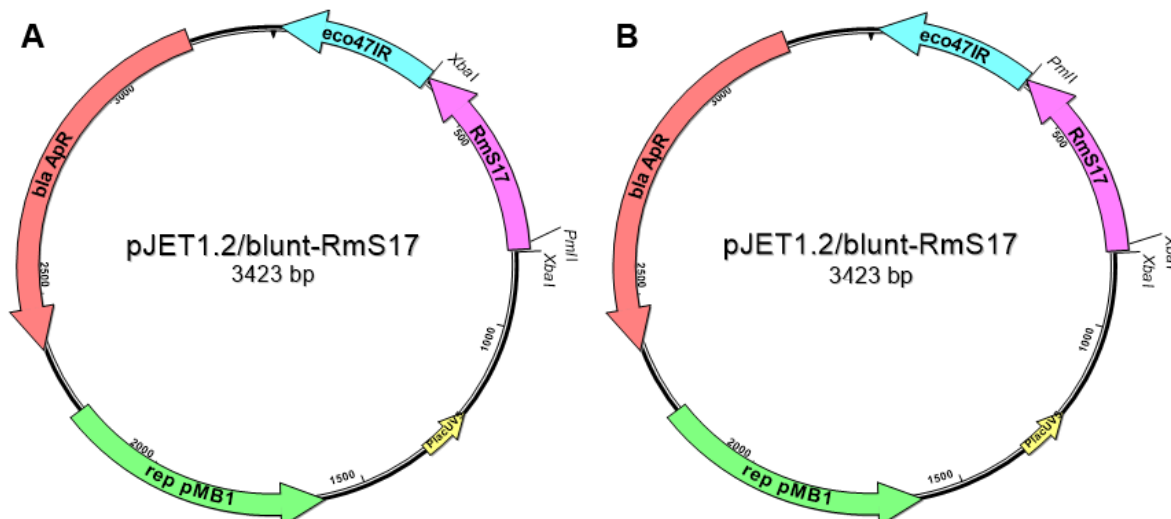 A
eco47IR
XbaI
RmS17
500
PmlI
XbaI
1000
PlacUV5
1500
rep pMB1
2000
2500
bla ApR
3000
pJET1.2/blunt-RmS17
3423 bp
B
eco47IR
PmlI
RmS17
500
XbaI
XbaI
1000
1500
rep pMB1
2000
2500
bla ApR
3000
pJET1.2/blunt-RmS17
3423 bp